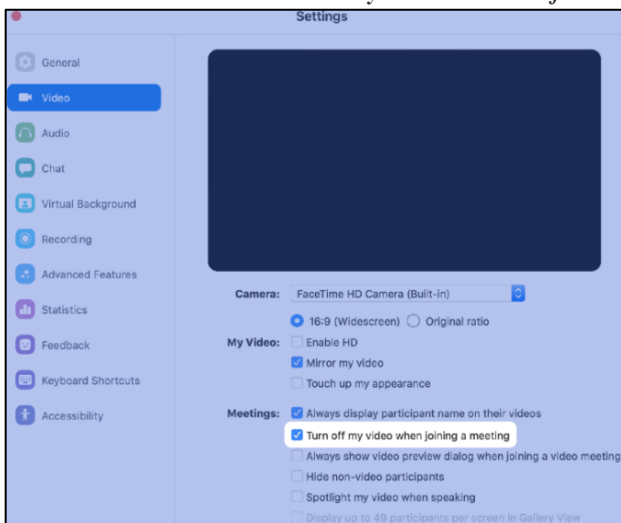 Settings
General
Video
Audio
Chat
Virtual Background
Recording
Advanced Features
Statistics
Feedback
Keyboard Shortcuts
Accessibility
Camera: FaceTime HD Camera (Built-in)
16:9 (Widescreen) Original ratio
My Video: Enable HD
Mirror my video
Touch up my appearance
Meetings: Always display participant name on their videos
Turn off my video when joining a meeting
Always show video preview dialog when joining a video meeting
Hide non-video participants
Spotlight my video when speaking
Display up to 49 participants per screen in Gallery View